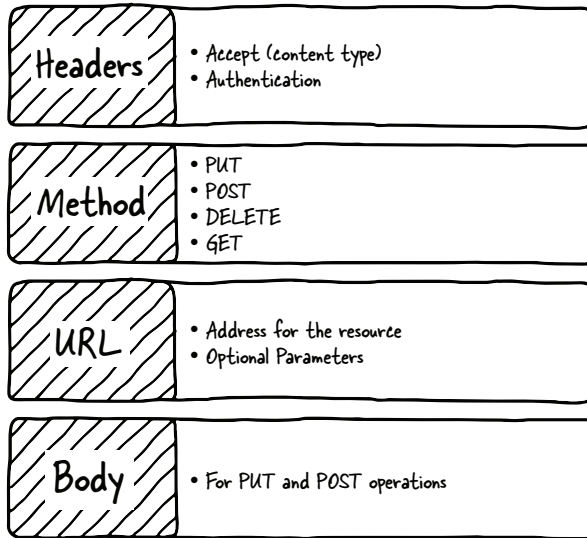 Headers
• Accept (content type)
• Authentication
Method
• PUT
• POST
• DELETE
• GET
URL
• Address for the resource
• Optional Parameters
Body
• For PUT and POST operations